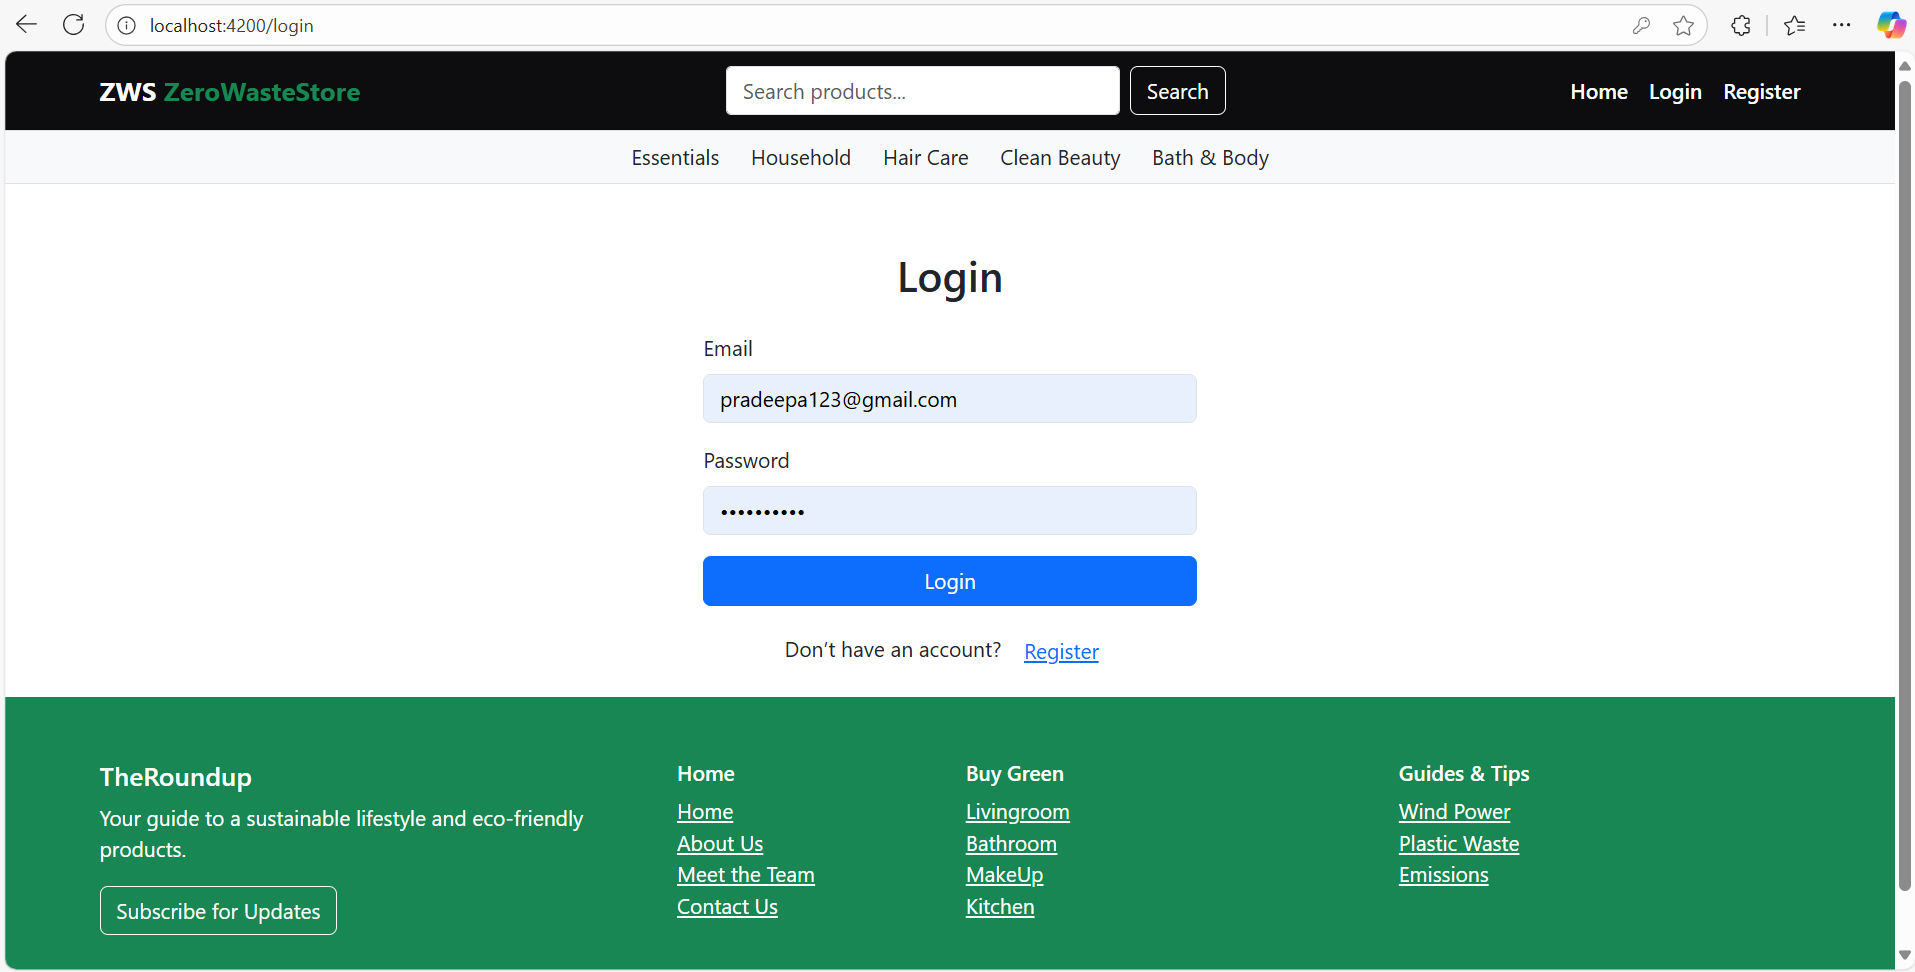 localhost:4200/login
ZWS ZeroWasteStore
Search products...
Search
Home Login Register
Essentials Household Hair Care Clean Beauty Bath & Body
Login
Email
pradeepa123@gmail.com
Password
••••••••••
Login
Don’t have an account? Register
TheRoundup
Your guide to a sustainable lifestyle and eco-friendly
products.
Subscribe for Updates
Home
Home
About Us
Meet the Team
Contact Us
Buy Green
Livingroom
Bathroom
MakeUp
Kitchen
Guides & Tips
Wind Power
Plastic Waste
Emissions